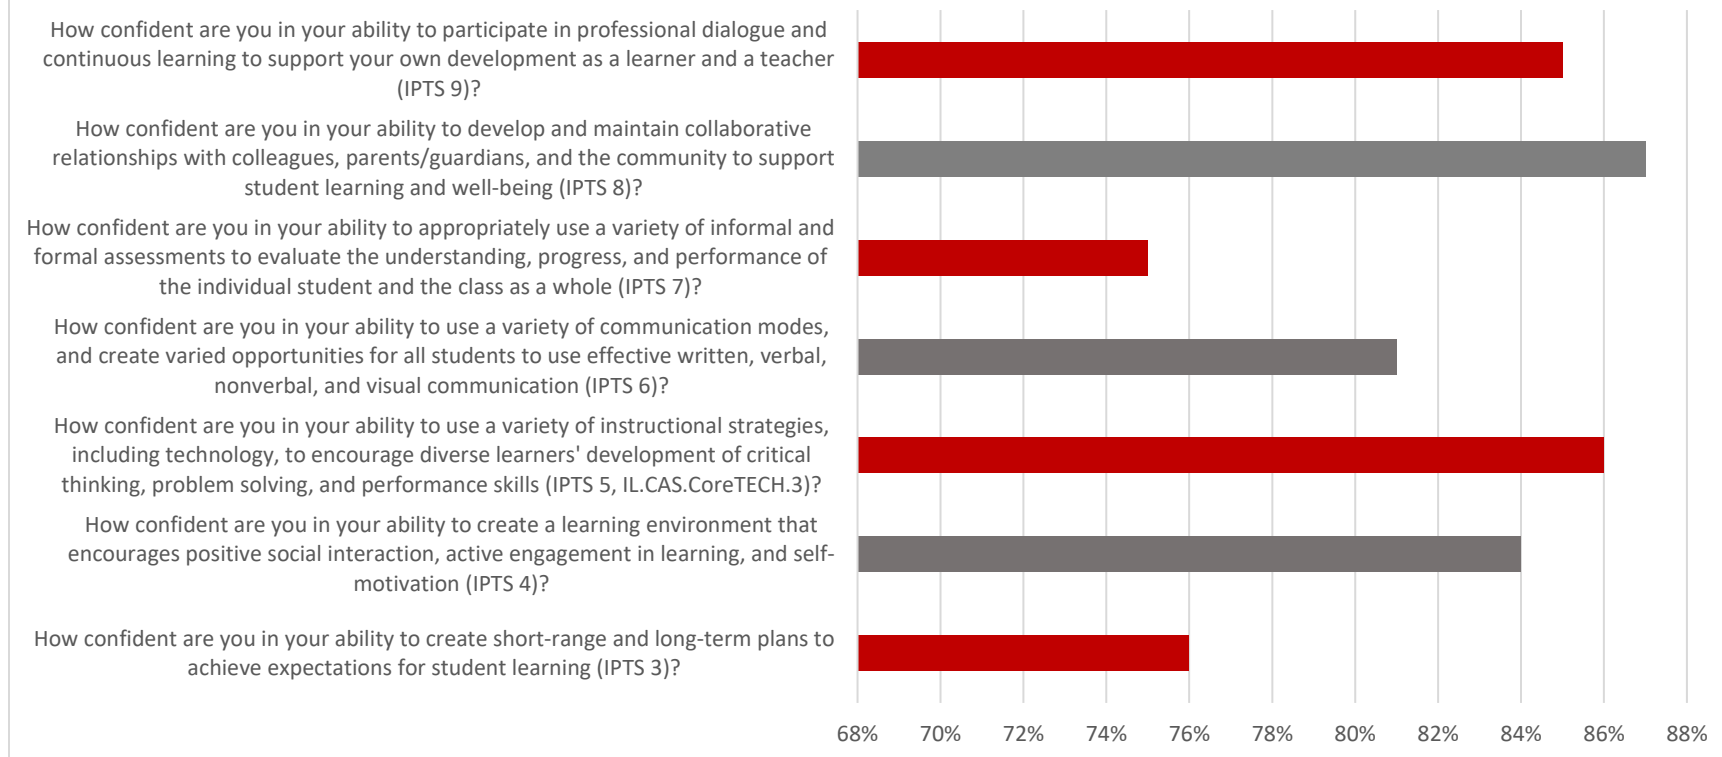 How confident are you in your ability to participate in professional dialogue and
continuous learning to support your own development as a learner and a teacher
(IPTS 9)?
How confident are you in your ability to develop and maintain collaborative
relationships with colleagues, parents/guardians, and the community to support
student learning and well-being (IPTS 8)?
How confident are you in your ability to appropriately use a variety of informal and
formal assessments to evaluate the understanding, progress, and performance of
the individual student and the class as a whole (IPTS 7)?
How confident are you in your ability to use a variety of communication modes,
and create varied opportunities for all students to use effective written, verbal,
nonverbal, and visual communication (IPTS 6)?
How confident are you in your ability to use a variety of instructional strategies,
including technology, to encourage diverse learners' development of critical
thinking, problem solving, and performance skills (IPTS 5, IL.CAS.CoreTECH.3)?
How confident are you in your ability to create a learning environment that
encourages positive social interaction, active engagement in learning, and self-
motivation (IPTS 4)?
How confident are you in your ability to create short-range and long-term plans to
achieve expectations for student learning (IPTS 3)?
68% 70% 72% 74% 76% 78% 80% 82% 84% 86% 88%